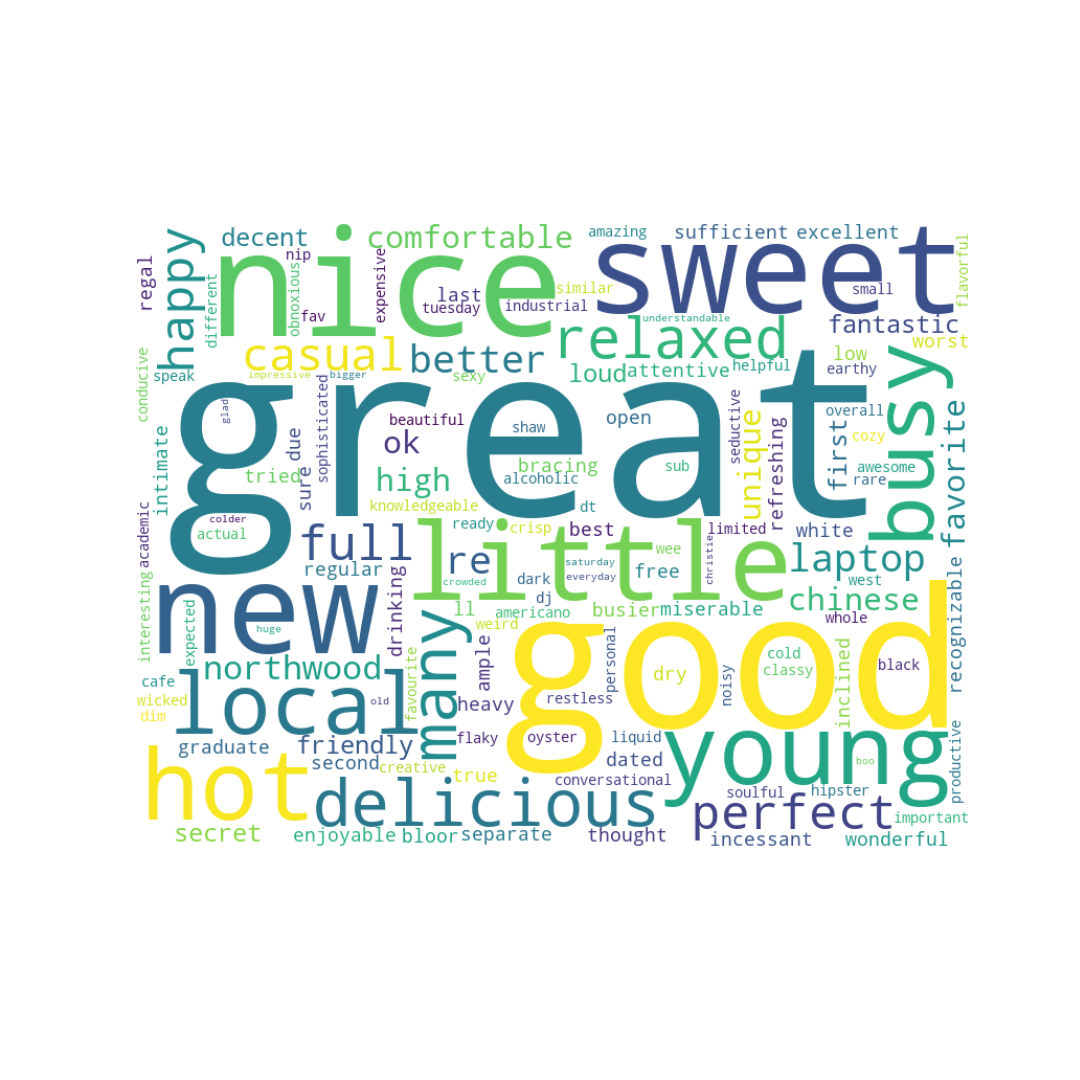 great
good
nice
sweet
little
new
local
hot
young
delicious
busy
many
full
relaxed
perfect
happy
casual
better
comfortable
laptop
chinese
re
high
ok
unique
favorite
first
northwood
friendly
decent
regal
different
obnoxious
nip
fav
expensive
last
tuesday
industrial
similar
amazing
sufficient
excellent
small
flavorful
understandable
fantastic
worst
low
earthy
helpful
attentive
loud
conducive
speak
impressive
bigger
sexy
glad
sophisticated
beautiful
shaw
open
seductive
refreshing
overall
cozy
intimate
tried
sure
due
bracing
alcoholic
sub
awesome
rare
academic
colder
actual
knowledgeable
ready
crisp
dt
best
limited
white
regular
drinking
crowded
dark
saturday
everyday
wee
free
christie
west
whole
recognizable
interesting
expected
huge
ll
americano
dj
busier
miserable
weird
ample
personal
noisy
dry
cold
classy
inclined
black
cafe
wicked
dim
old
favourite
heavy
restless
graduate
second
creative
flaky
oyster
liquid
dated
true
conversational
boo
productive
soulful
hipster
important
secret
enjoyable
bloor
separate
thought
incessant
wonderful